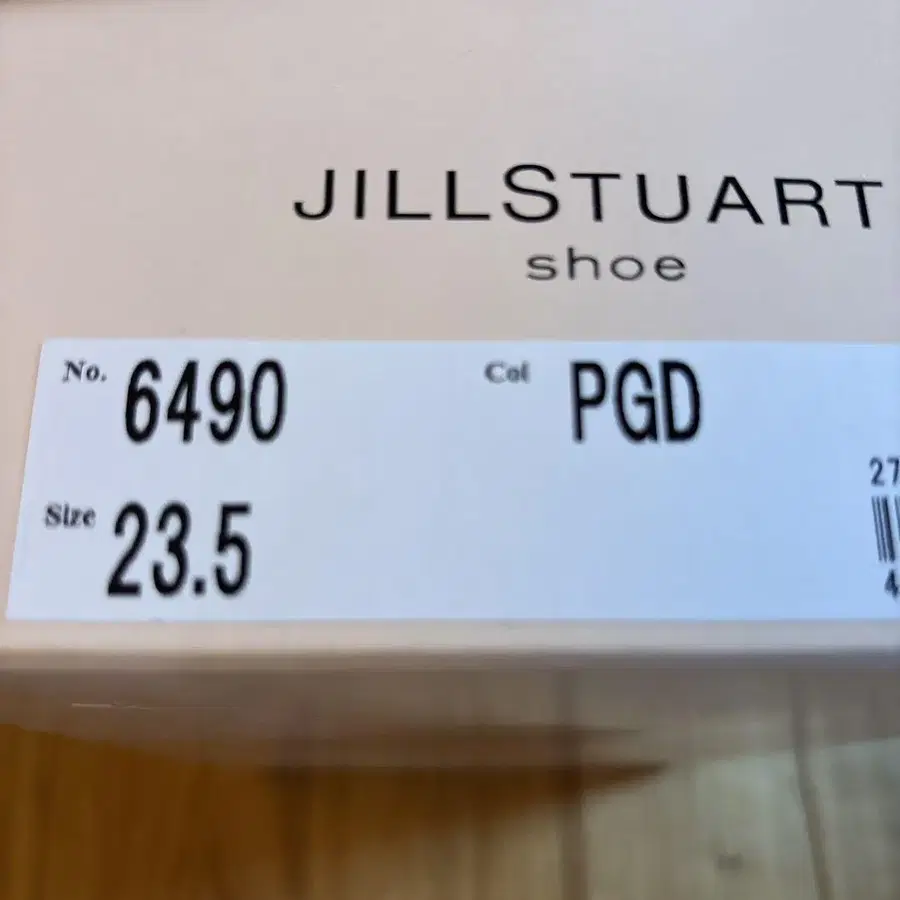 JILLSTUART
shoe
No. 6490 Col PGD
27
Size 23.5
4